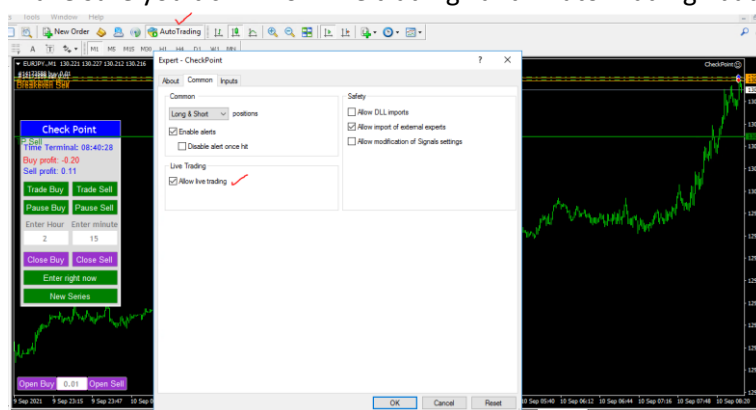 Tools Window Help
New Order AutoTrading
A T M1 M5 M15 M30 H1 H4 D1 W1 MN
EURJPY.,M1 130.221 130.227 130.212 130.216
CheckPoint
Breakeven Sell
Check Point
Sell
Time Terminal: 08:40:28
Buy profit: -0.20
Sell profit: 0.11
Trade Buy Trade Sell
Pause Buy Pause Sell
Enter Hour Enter minute
2 15
Close Buy Close Sell
Enter right now
New Series
Open Buy 0.01 Open Sell
Expert - CheckPoint ? ×
About Common Inputs
Common
Long & Short positions
Enable alerts
Disable alert once hit
Live Trading
Allow live trading
Safety
Allow DLL imports
Allow import of external experts
Allow modification of Signals settings
OK Cancel Reset
9 Sep 2021 9 Sep 23:15 9 Sep 23:47 10 Sep 05:40 10 Sep 06:12 10 Sep 06:44 10 Sep 07:16 10 Sep 07:48 10 Sep 08:20